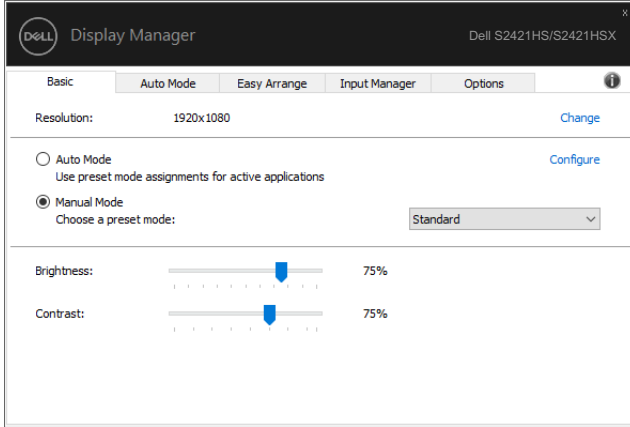 x
DELL Display Manager Dell S2421HS/S2421HSX
Basic Auto Mode Easy Arrange Input Manager Options i
Resolution: 1920x1080 Change
Auto Mode Configure
Use preset mode assignments for active applications
Manual Mode
Choose a preset mode: Standard
Brightness: 75%
Contrast: 75%